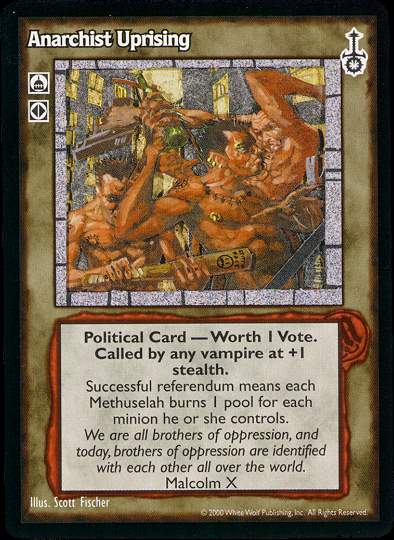 Anarchist Uprising
Political Card — Worth 1 Vote.
Called by any vampire at +1
stealth.
Successful referendum means each
Methuselah burns 1 pool for each
minion he or she controls.
We are all brothers of oppression, and
today, brothers of oppression are identified
with each other all over the world.
Malcolm X
Illus. Scott Fischer
© 2000 White Wolf Publishing, Inc. All Rights Reserved.